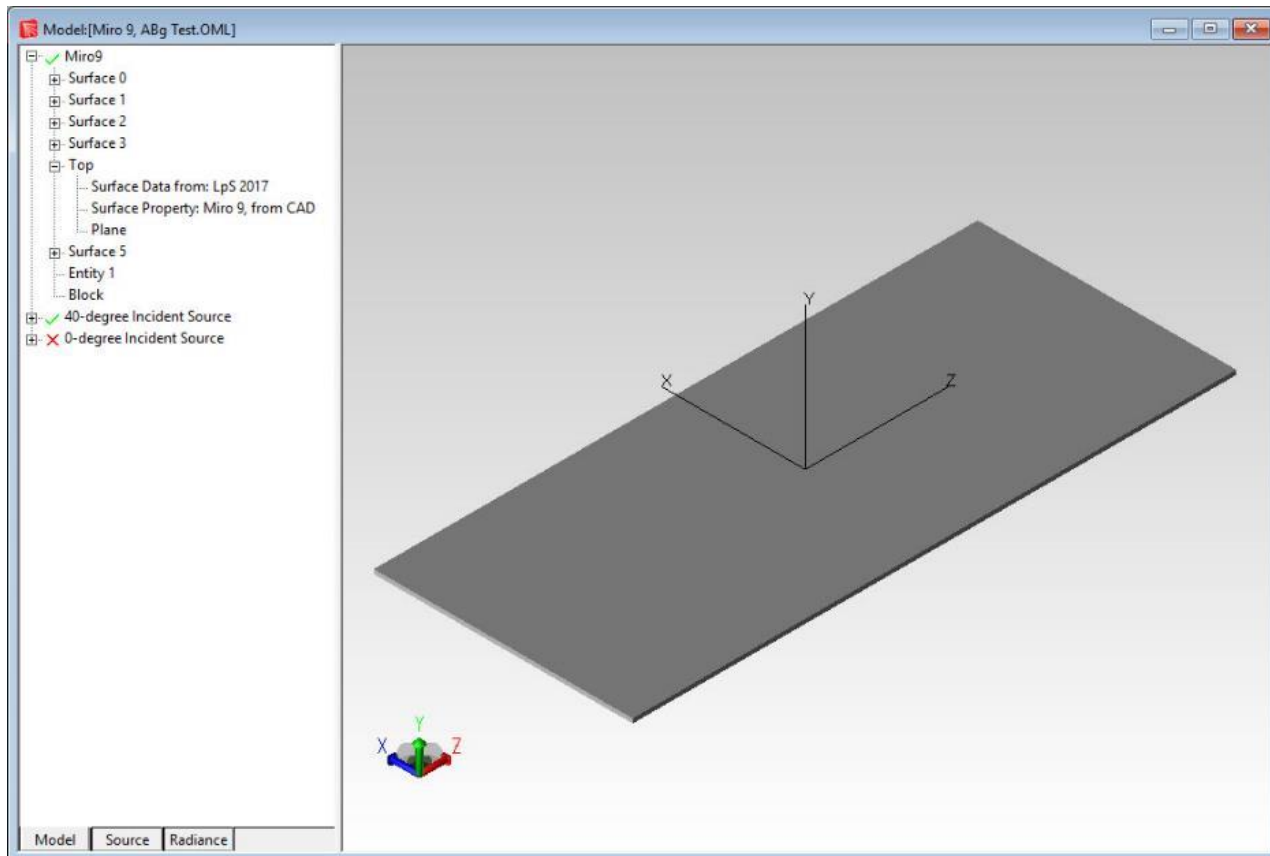 Model:[Miro 9, ABg Test.OML]
Miro9
Surface 0
Surface 1
Surface 2
Surface 3
Top
Surface Data from: LpS 2017
Surface Property: Miro 9, from CAD
Plane
Surface 5
Entity 1
Block
40-degree Incident Source
0-degree Incident Source
Y
X
Z
Y
X
Z
Model Source Radiance